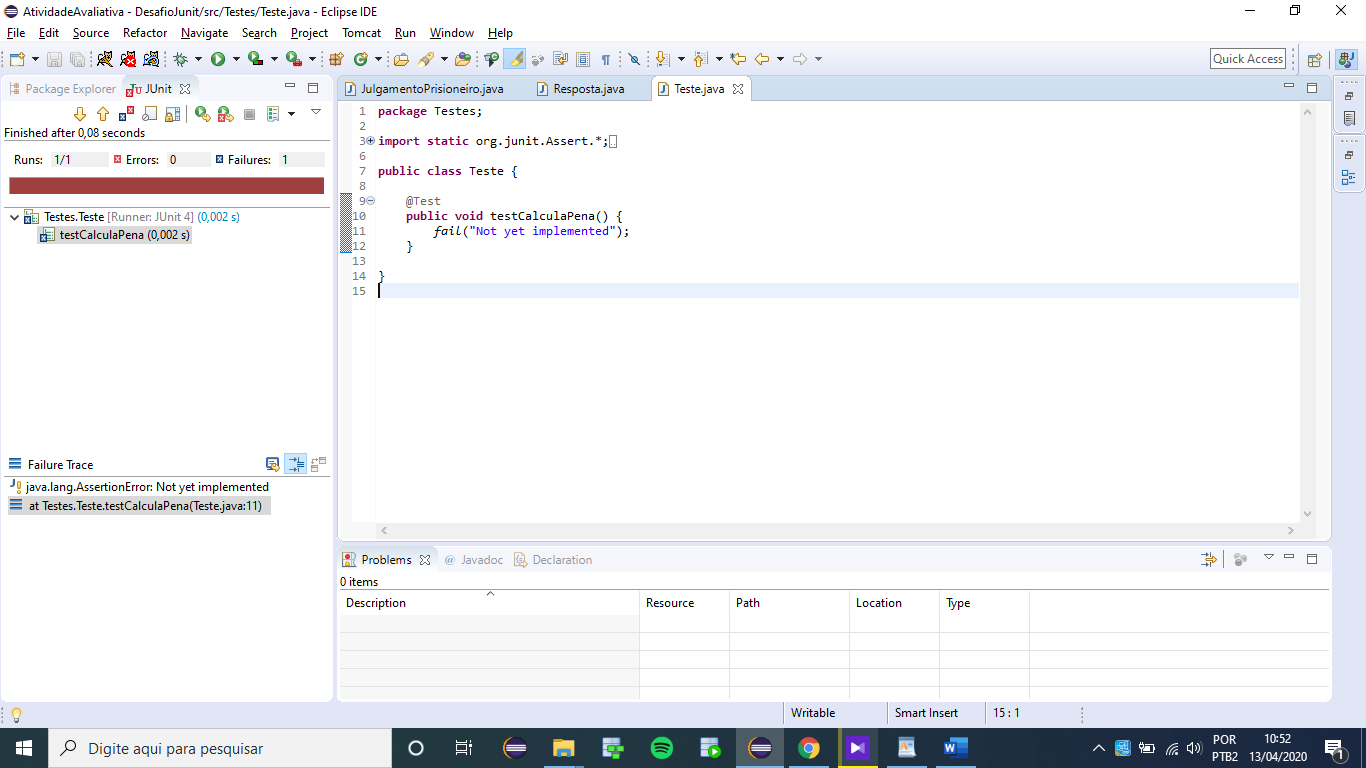 AtividadeAvaliativa - DesafioJunit/src/Testes/Teste.java - Eclipse IDE
File Edit Source Refactor Navigate Search Project Tomcat Run Window Help
Quick Access
Package Explorer JUnit
Finished after 0,08 seconds
Runs: 1/1 Errors: 0 Failures: 1
Testes.Teste [Runner: JUnit 4] (0,002 s)
testCalculaPena (0,002 s)
Failure Trace
java.lang.AssertionError: Not yet implemented
at Testes.Teste.testCalculaPena(Teste.java:11)
JulgamentoPrisioneiro.java Resposta.java Teste.java
1 package Testes;
2
3 import static org.junit.Assert.*;
6
7 public class Teste {
8
9 @Test
10 public void testCalculaPena() {
11 fail("Not yet implemented");
12 }
13
14 }
15
Problems @ Javadoc Declaration
0 items
Description Resource Path Location Type
Writable Smart Insert 15 : 1
Digite aqui para pesquisar
POR
PTB2
10:52
13/04/2020
1